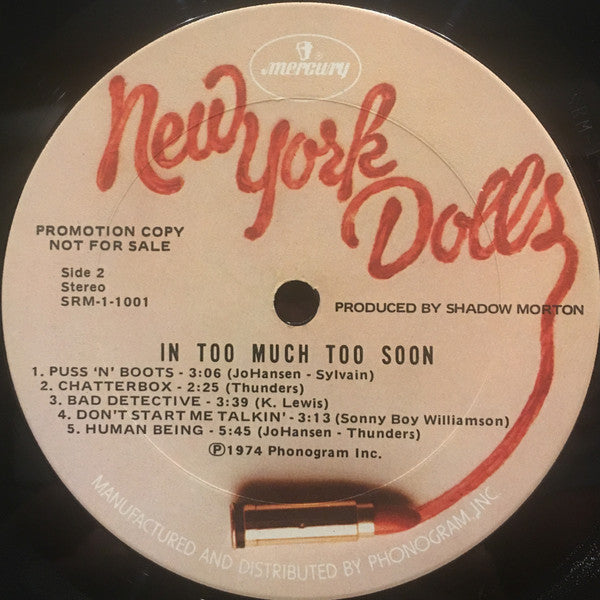 mercury
New York
Dolls
PROMOTION COPY
NOT FOR SALE
Side 2
Stereo
SRM-1-1001
PRODUCED BY SHADOW MORTON
IN TOO MUCH TOO SOON
1. PUSS 'N' BOOTS - 3:06 (JoHansen - Sylvain)
2. CHATTERBOX - 2:25 (Thunders)
3. BAD DETECTIVE - 3:39 (K. Lewis)
4. DON'T START ME TALKIN' - 3:13 (Sonny Boy Williamson)
5. HUMAN BEING - 5:45 (JoHansen - Thunders)
Ⓟ1974 Phonogram Inc.
MANUFACTURED AND DISTRIBUTED BY PHONOGRAM, INC